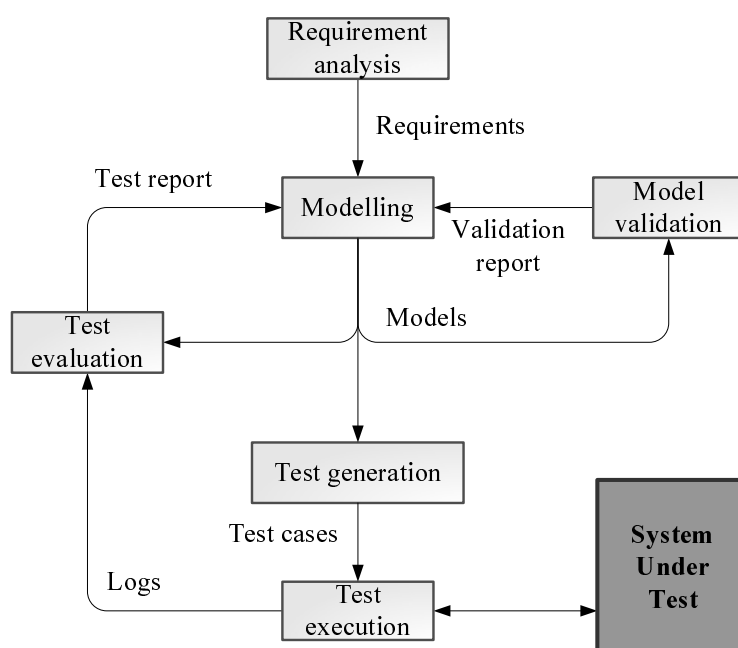 Requirement
analysis
Requirements
Test report
Modelling
Model
validation
Validation
report
Models
Test
evaluation
Test generation
Test cases
System
Under
Test
Logs
Test
execution